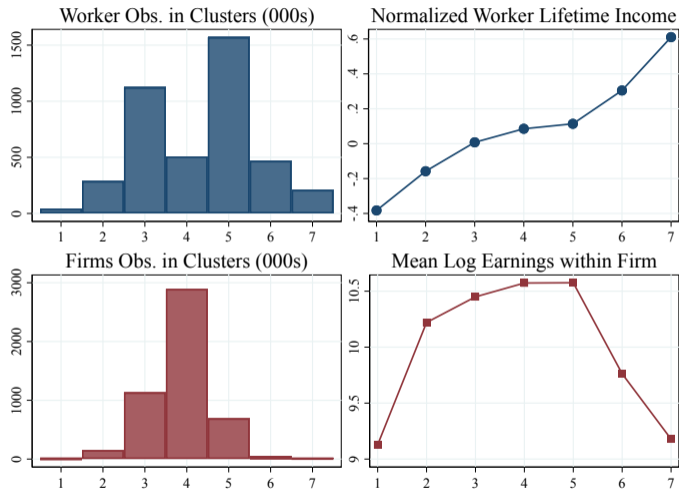 Worker Obs. in Clusters (000s)
1500
1000
500
0
1 2 3 4 5 6 7
Normalized Worker Lifetime Income
.6
.4
.2
0
-.2
-.4
1 2 3 4 5 6 7
Firms Obs. in Clusters (000s)
3000
2000
1000
0
1 2 3 4 5 6 7
Mean Log Earnings within Firm
10.5
10
9.5
9
1 2 3 4 5 6 7